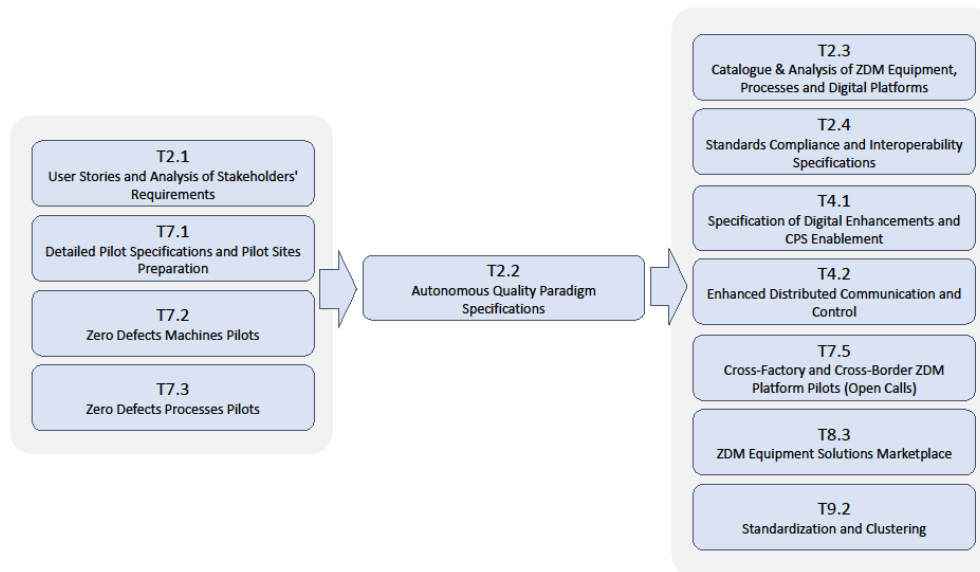 T2.1
User Stories and Analysis of Stakeholders'
Requirements
T7.1
Detailed Pilot Specifications and Pilot Sites
Preparation
T7.2
Zero Defects Machines Pilots
T7.3
Zero Defects Processes Pilots
T2.2
Autonomous Quality Paradigm
Specifications
T2.3
Catalogue & Analysis of ZDM Equipment,
Processes and Digital Platforms
T2.4
Standards Compliance and Interoperability
Specifications
T4.1
Specification of Digital Enhancements and
CPS Enablement
T4.2
Enhanced Distributed Communication and
Control
T7.5
Cross-Factory and Cross-Border ZDM
Platform Pilots (Open Calls)
T8.3
ZDM Equipment Solutions Marketplace
T9.2
Standardization and Clustering